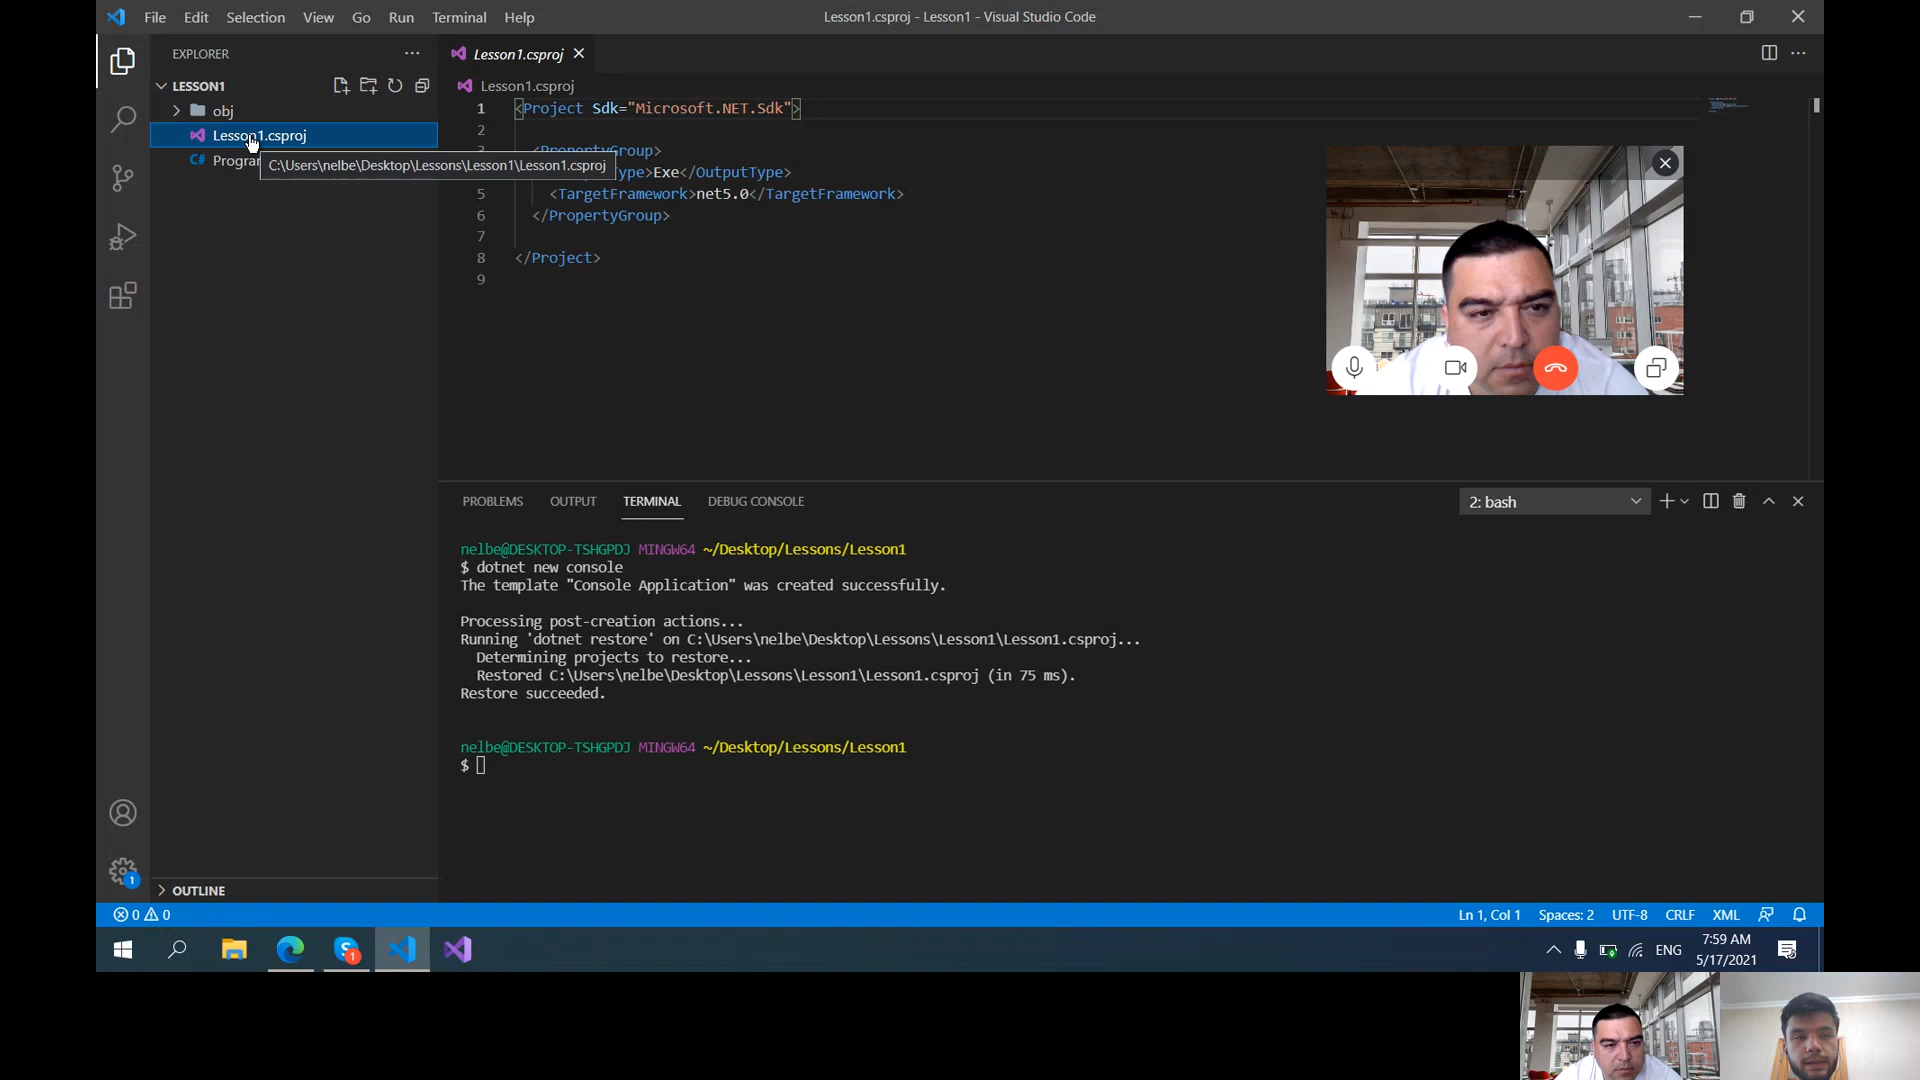 File Edit Selection View Go Run Terminal Help
Lesson1.csproj - Lesson1 - Visual Studio Code
EXPLORER
LESSON1
obj
Lesson1.csproj
Progra
C:\Users\nelbe\Desktop\Lessons\Lesson1\Lesson1.csproj
Lesson1.csproj
Lesson1.csproj
1 <Project Sdk="Microsoft.NET.Sdk">
2
<PropertyGroup>
ype>Exe</OutputType>
5 <TargetFramework>net5.0</TargetFramework>
6 </PropertyGroup>
7
8 </Project>
9
PROBLEMS OUTPUT TERMINAL DEBUG CONSOLE
2: bash
nelbe@DESKTOP-TSHGPDJ MINGW64 ~/Desktop/Lessons/Lesson1
$ dotnet new console
The template "Console Application" was created successfully.
Processing post-creation actions...
Running 'dotnet restore' on C:\Users\nelbe\Desktop\Lessons\Lesson1\Lesson1.csproj...
Determining projects to restore...
Restored C:\Users\nelbe\Desktop\Lessons\Lesson1\Lesson1.csproj (in 75 ms).
Restore succeeded.
nelbe@DESKTOP-TSHGPDJ MINGW64 ~/Desktop/Lessons/Lesson1
$
OUTLINE
1
0 0
Ln 1, Col 1 Spaces: 2 UTF-8 CRLF XML
1
ENG
7:59 AM
5/17/2021